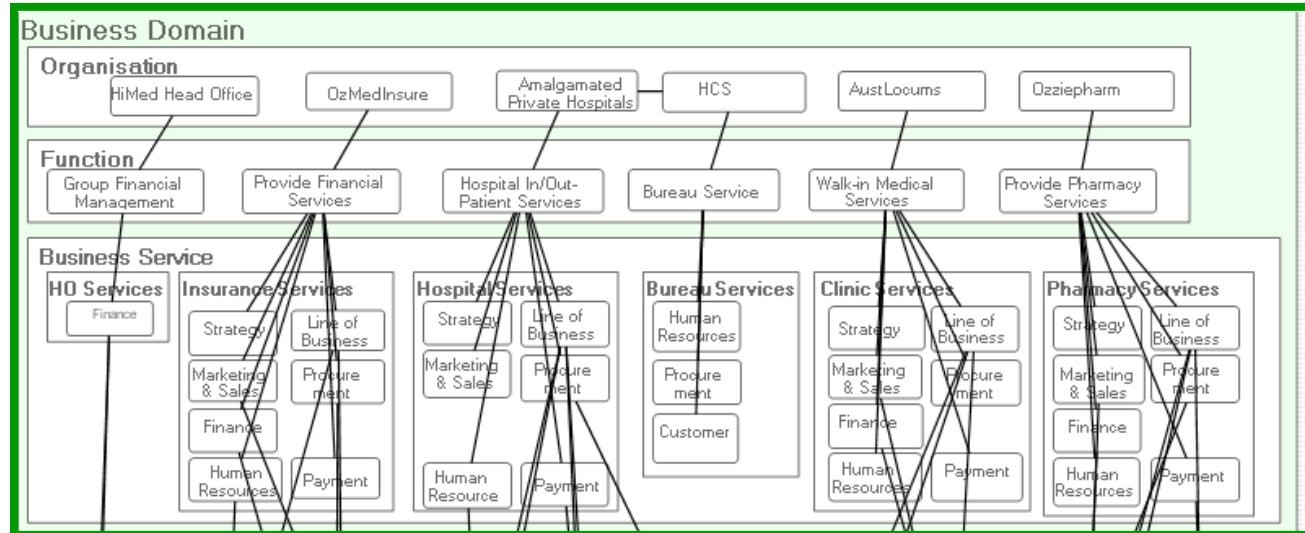 Business Domain
Organisation
HiMed Head Office
OzMedInsure
Amalgamated
Private Hospitals
HCS
AustLocums
Ozziepharm
Function
Group Financial
Management
Provide Financial
Services
Hospital In/Out-
Patient Services
Bureau Service
Walk-in Medical
Services
Provide Pharmacy
Services
Business Service
HO Services
Finance
Insurance Services
Strategy
Line of
Business
Marketing
& Sales
Procure
ment
Finance
Human
Resources
Payment
Hospital Services
Strategy
Line of
Business
Marketing
& Sales
Procure
ment
Human
Resource
Payment
Bureau Services
Human
Resources
Procure
ment
Customer
Clinic Services
Strategy
Line of
Business
Marketing
& Sales
Procure
ment
Finance
Human
Resources
Payment
Pharmacy Services
Strategy
Line of
Business
Marketing
& Sales
Procure
ment
Finance
Human
Resources
Payment